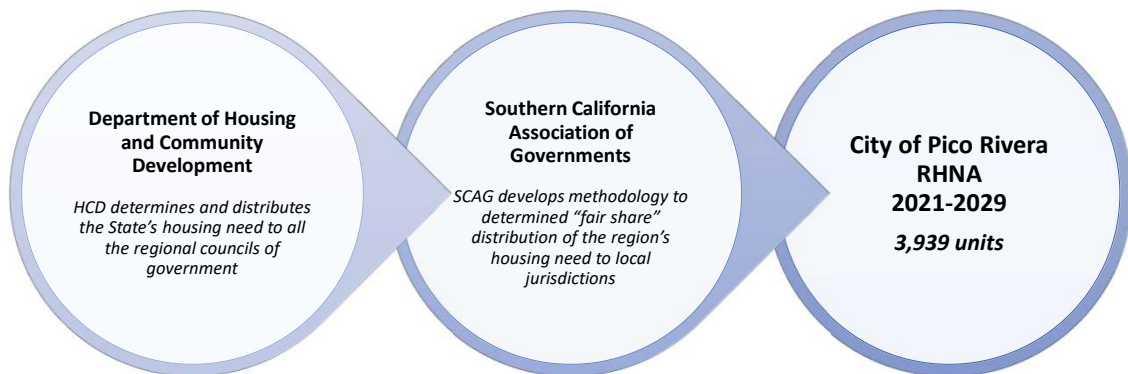 Department of Housing
and Community
Development
HCD determines and distributes
the State’s housing need to all
the regional councils of
government
Southern California
Association of
Governments
SCAG develops methodology to
determined “fair share”
distribution of the region’s
housing need to local
jurisdictions
City of Pico Rivera
RHNA
2021-2029
3,939 units